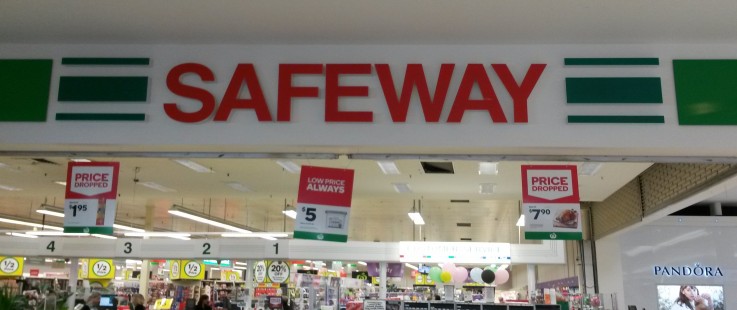 SAFEWAY
PRICE
DROPPED
$1.95
LOW PRICE
ALWAYS
$5
PRICE
DROPPED
$7.90
4 3 2 1
1/2
1/2
1/2
20%
20%
PANDÖRA